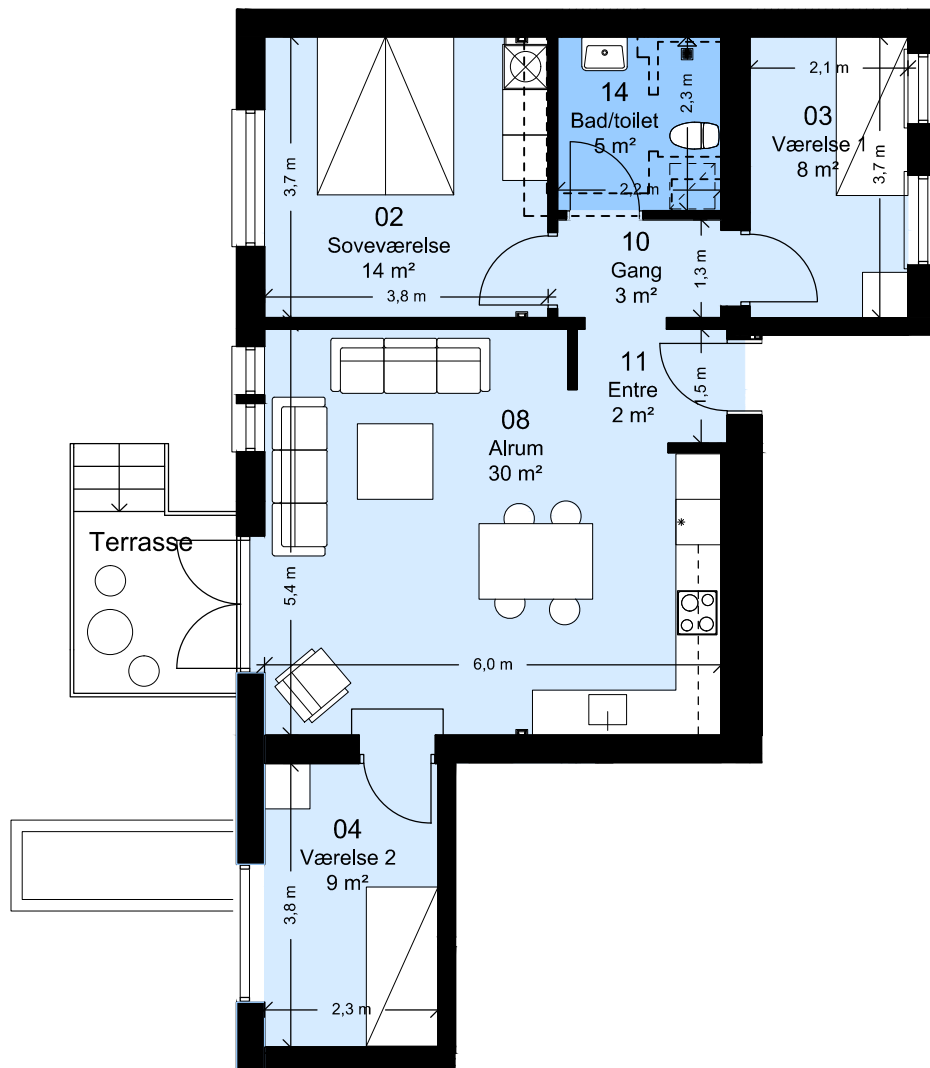 2,1 m
14
Bad/toilet
5 m²
2,3 m
03
Værelse 1
8 m²
3,7 m
3,7 m
2,2 m
02
Soveværelse
14 m²
3,8 m
10
Gang
3 m²
1,3 m
11
Entre
2 m²
1,5 m
08
Alrum
30 m²
Terrasse
5,4 m
6,0 m
04
Værelse 2
9 m²
3,8 m
2,3 m